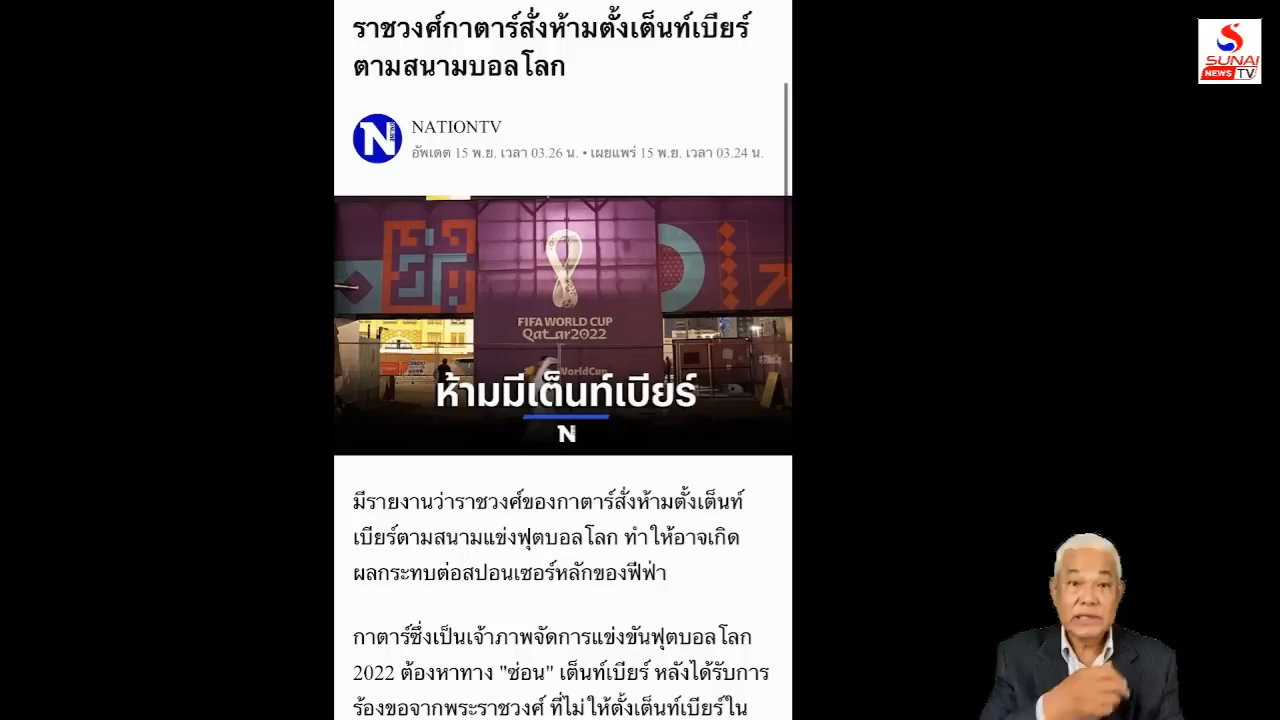 ราชวงศ์กาตาร์สั่งห้ามตั้งเต็นท์เบียร์
ตามสนามบอลโลก
SUNAI
NEWS TV
NATIONTV
อัพเดต 15 พ.ย. เวลา 03.26 น. • เผยแพร่ 15 พ.ย. เวลา 03.24 น.
FIFA WORLD CUP
Qatar2022
WorldCup
ห้ามมีเต็นท์เบียร์
N
มีรายงานว่าราชวงศ์ของกาตาร์สั่งห้ามตั้งเต็นท์
เบียร์ตามสนามแข่งฟุตบอลโลก ทำให้อาจเกิด
ผลกระทบต่อสปอนเซอร์หลักของฟีฟ่า
กาตาร์ซึ่งเป็นเจ้าภาพจัดการแข่งขันฟุตบอลโลก
2022 ต้องหาทาง "ซ่อน" เต็นท์เบียร์ หลังได้รับการ
ร้องขอจากพระราชวงศ์ ที่ไม่ให้ตั้งเต็นท์เบียร์ใน